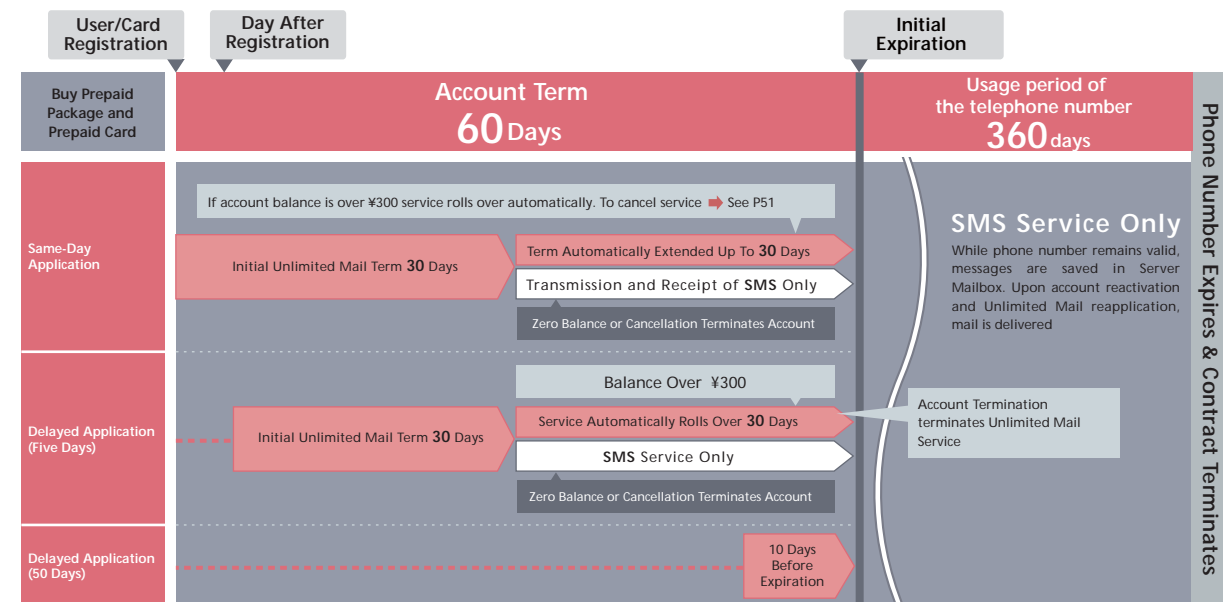 User/Card
Registration
Day After
Registration
Initial
Expiration
Buy Prepaid
Package and
Prepaid Card
Account Term
60 Days
Usage period of
the telephone number
360 days
Phone Number Expires & Contract Terminates
Same-Day
Application
If account balance is over ¥300 service rolls over automatically. To cancel service See P51
Initial Unlimited Mail Term 30 Days
Term Automatically Extended Up To 30 Days
Transmission and Receipt of SMS Only
Zero Balance or Cancellation Terminates Account
SMS Service Only
While phone number remains valid,
messages are saved in Server
Mailbox. Upon account reactivation
and Unlimited Mail reapplication,
mail is delivered
Delayed Application
(Five Days)
Balance Over ¥300
Initial Unlimited Mail Term 30 Days
Service Automatically Rolls Over 30 Days
SMS Service Only
Zero Balance or Cancellation Terminates Account
Account Termination
terminates Unlimited Mail
Service
Delayed Application
(50 Days)
10 Days
Before
Expiration